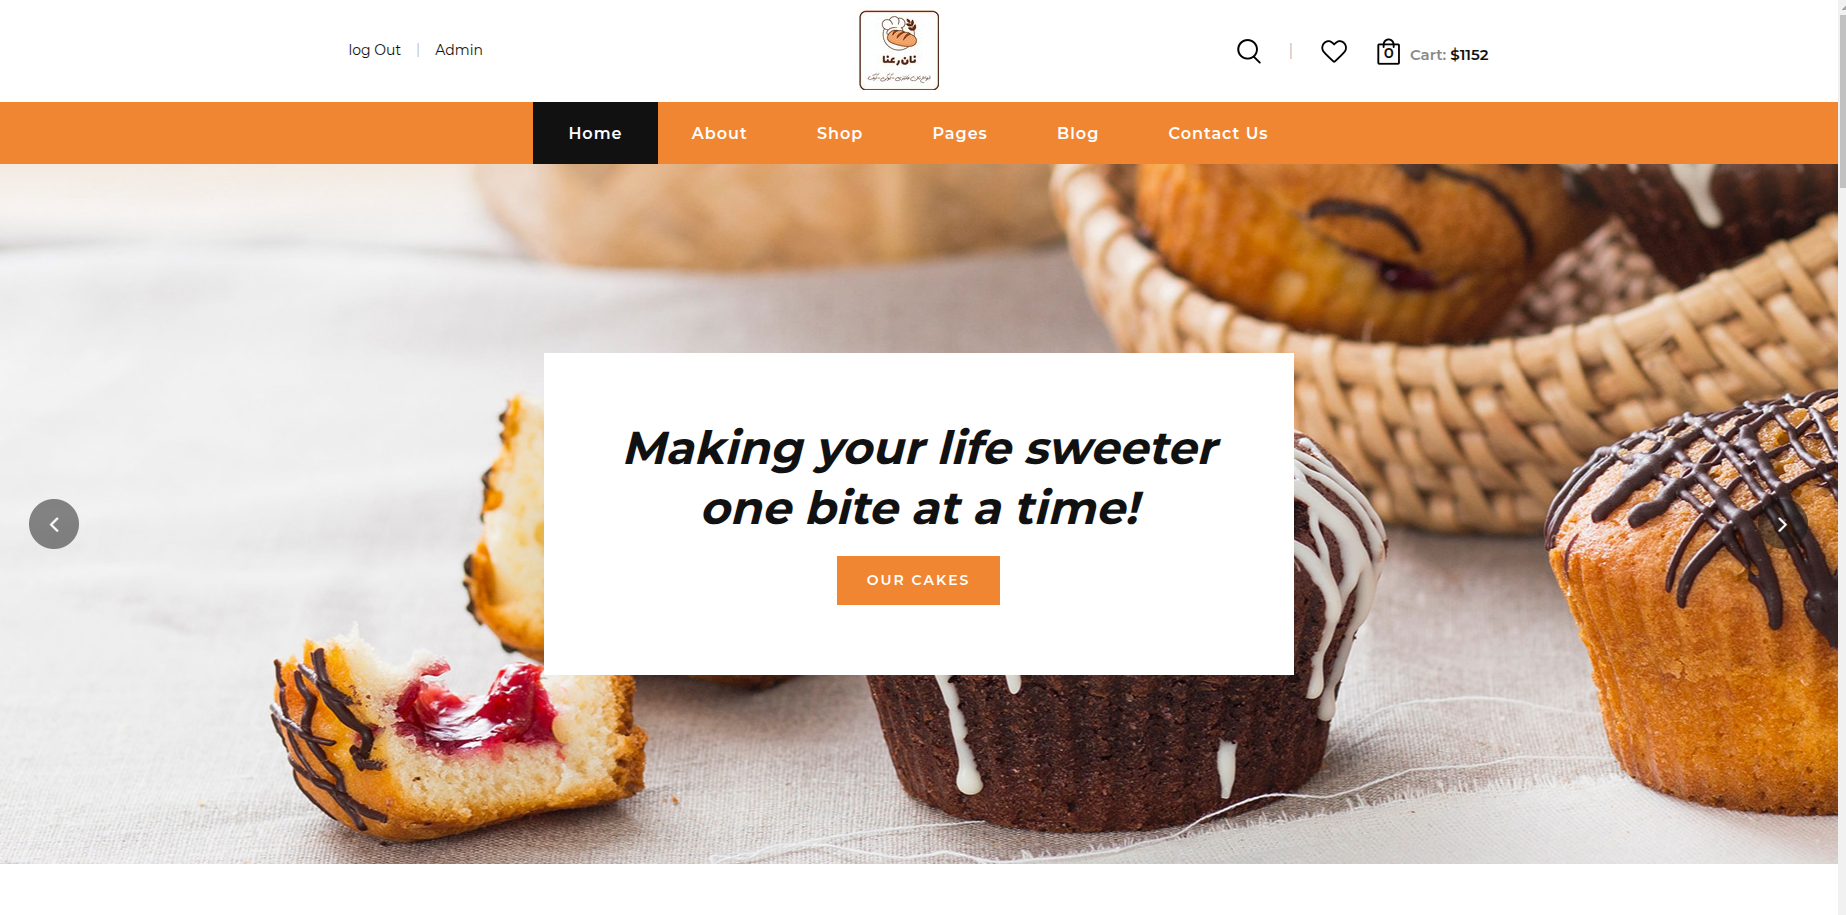 log Out | Admin
نان رعنا
0
Cart: $1152
Home About Shop Pages Blog Contact Us
Making your life sweeter
one bite at a time!
OUR CAKES